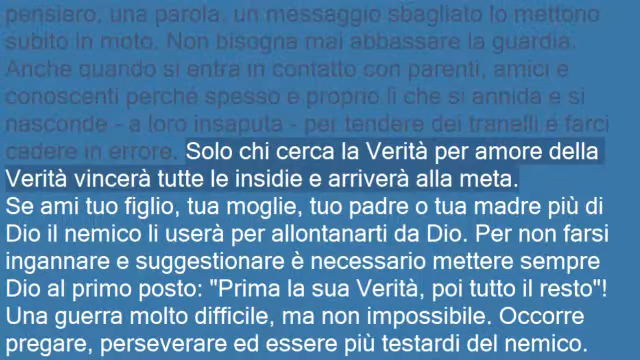 pensiero, una parola, un messaggio sbagliato lo mettono
subito in moto. Non bisogna mai abbassare la guardia.
Anche quando si entra in contatto con parenti, amici e
conoscenti perché spesso è proprio lì che si annida e si
nasconde - a loro insaputa - per tendere dei tranelli e farci
cadere in errore. Solo chi cerca la Verità per amore della
Verità vincerà tutte le insidie e arriverà alla meta.
Se ami tuo figlio, tua moglie, tuo padre o tua madre più di
Dio il nemico li userà per allontanarti da Dio. Per non farsi
ingannare e suggestionare è necessario mettere sempre
Dio al primo posto: "Prima la sua Verità, poi tutto il resto"!
Una guerra molto difficile, ma non impossibile. Occorre
pregare, perseverare ed essere più testardi del nemico.